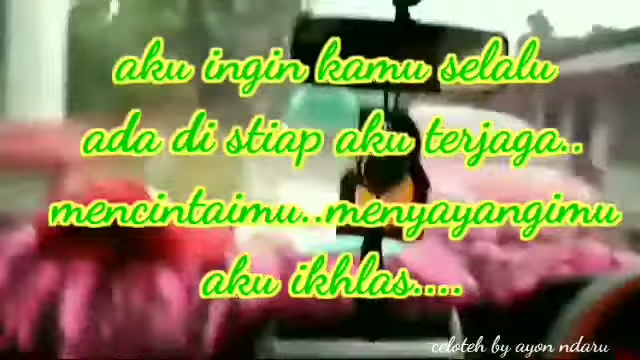 aku ingin kamu selalu
ada di stiap aku terjaga..
mencintaimu..menyayangimu
aku ikhlas....
celoteh by ayon ndaru